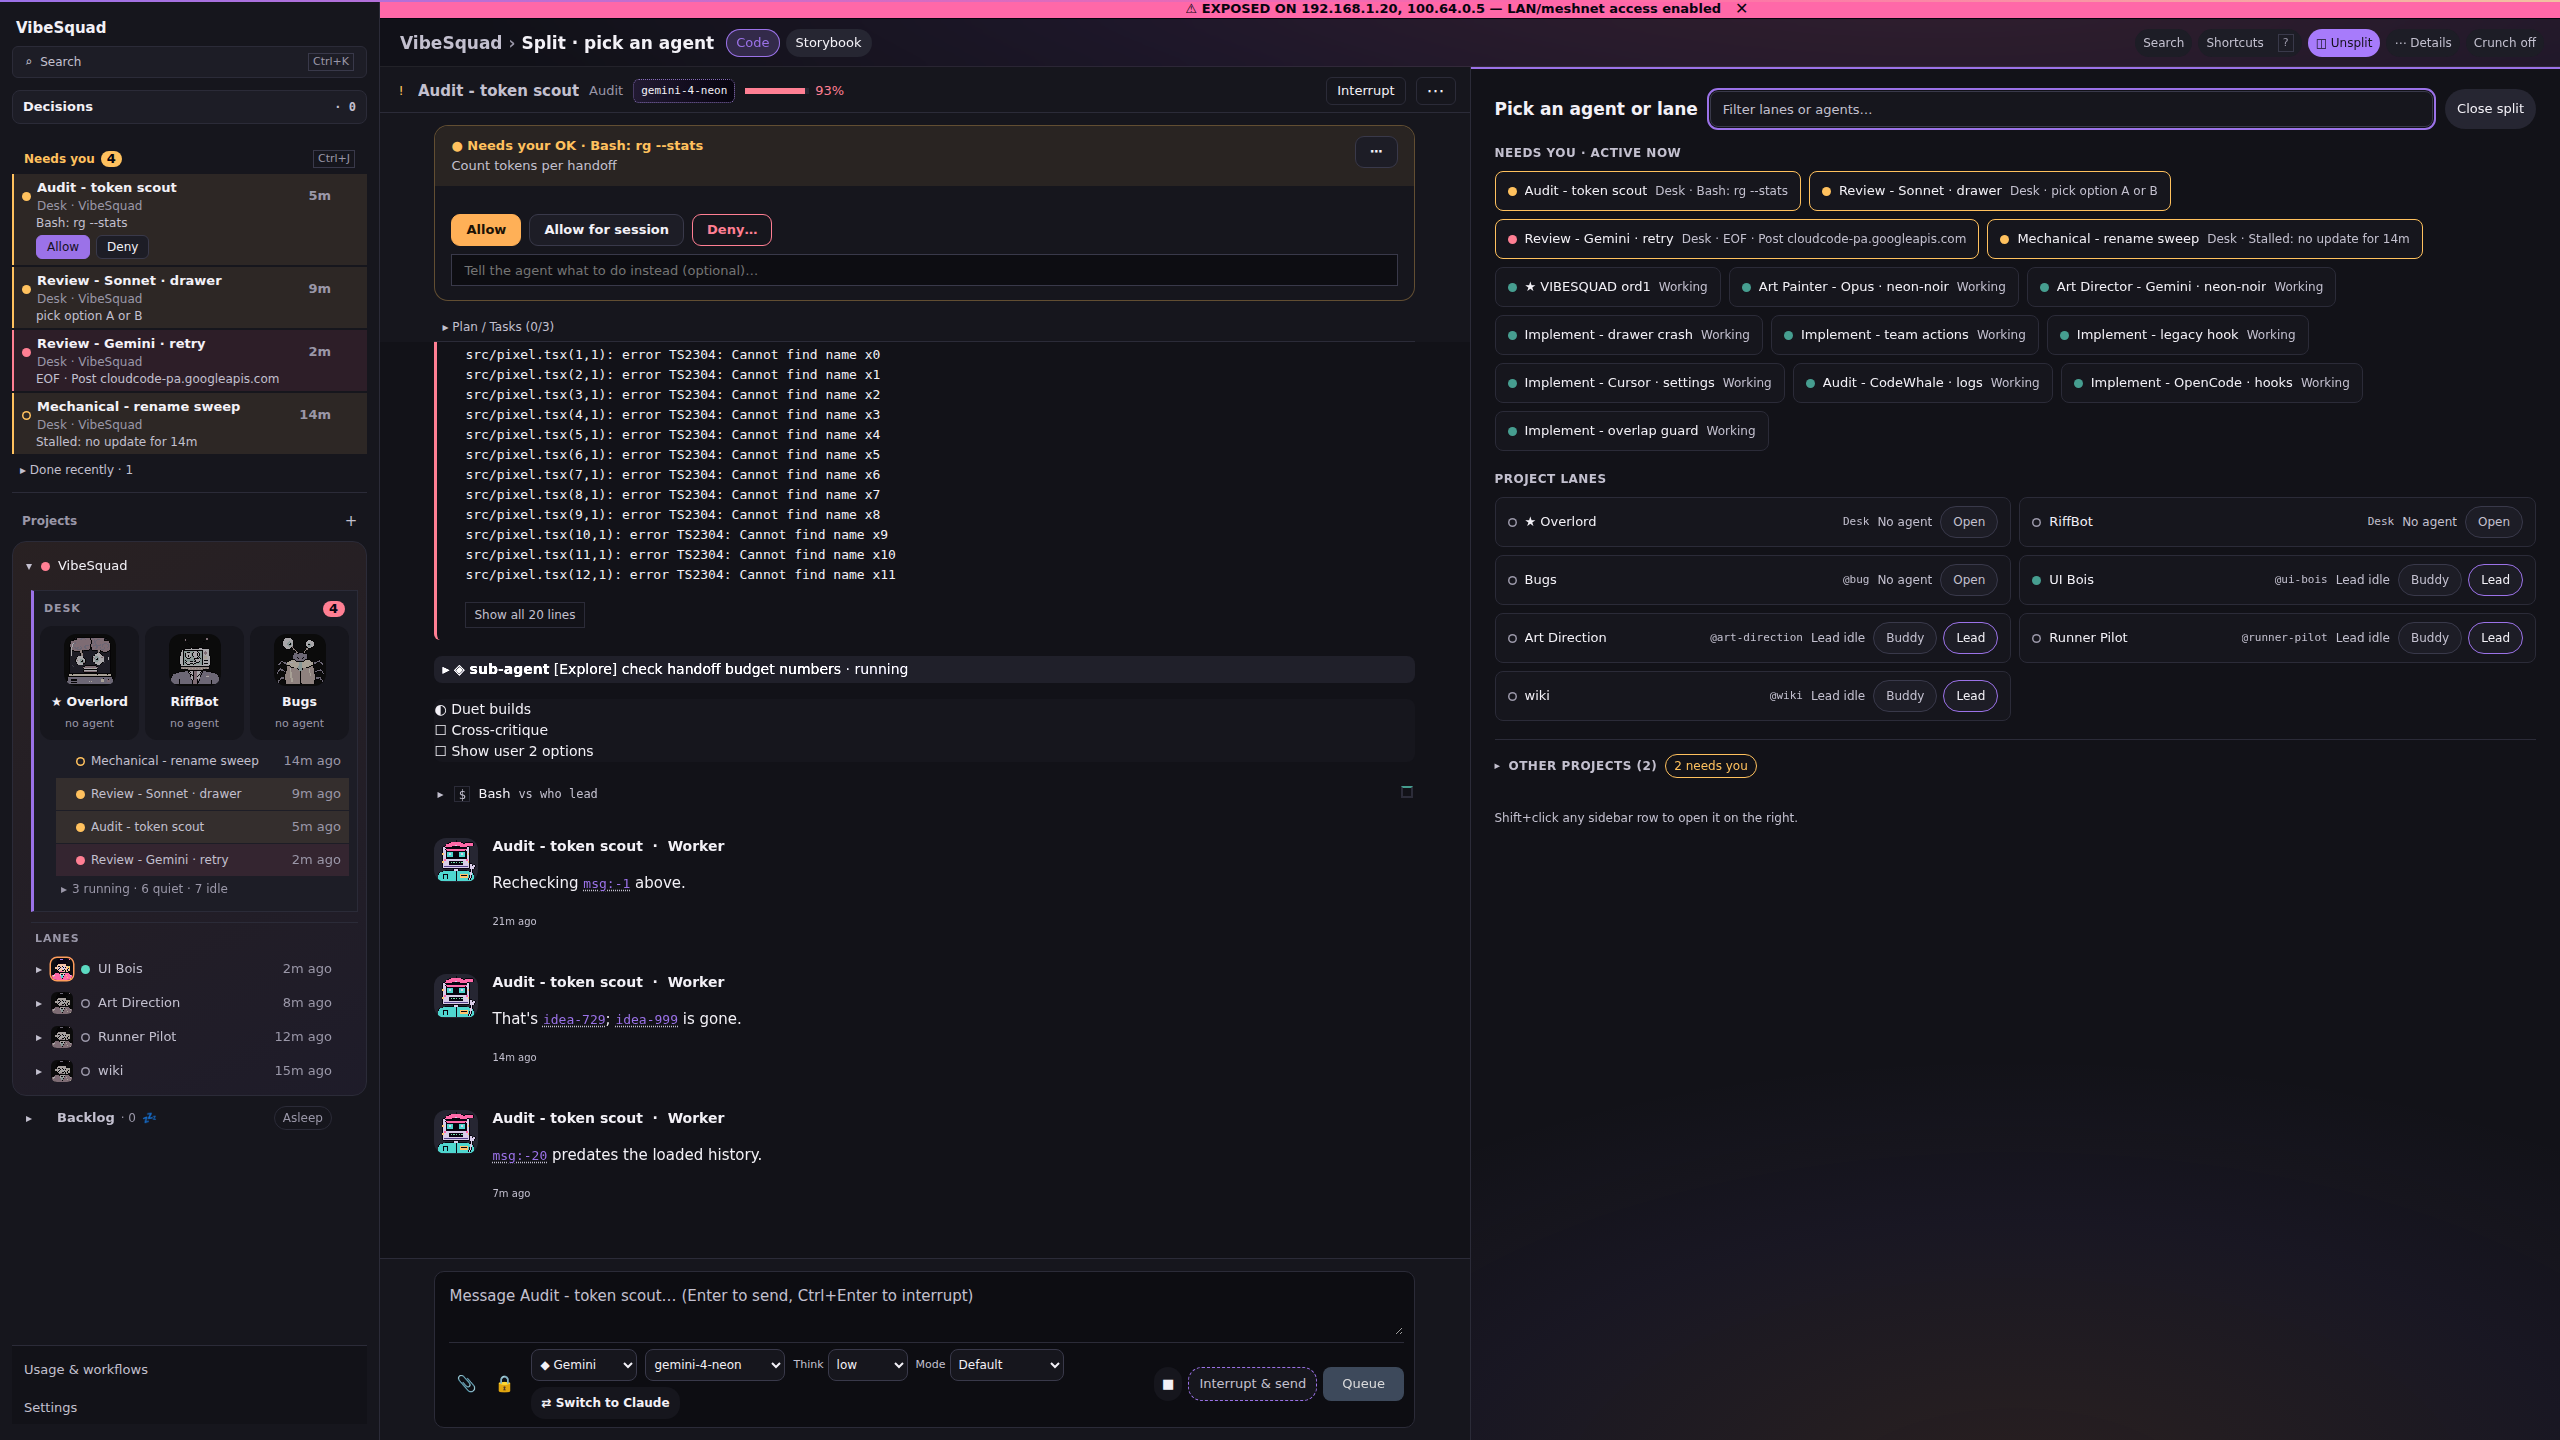 ⚠ EXPOSED ON 192.168.1.20, 100.64.0.5 — LAN/meshnet access enabled ✕
VibeSquad
Search Ctrl+K
Decisions · 0
Needs you 4 Ctrl+J
Audit - token scout 5m
Desk · VibeSquad
Bash: rg --stats
Allow Deny
Review - Sonnet · drawer 9m
Desk · VibeSquad
pick option A or B
Review - Gemini · retry 2m
Desk · VibeSquad
EOF · Post cloudcode-pa.googleapis.com
Mechanical - rename sweep 14m
Desk · VibeSquad
Stalled: no update for 14m
▸ Done recently · 1
Projects +
▾ VibeSquad
DESK 4
★ Overlord RiffBot Bugs
no agent no agent no agent
Mechanical - rename sweep 14m ago
Review - Sonnet · drawer 9m ago
Audit - token scout 5m ago
Review - Gemini · retry 2m ago
▸ 3 running · 6 quiet · 7 idle
LANES
▸ UI Bois 2m ago
▸ Art Direction 8m ago
▸ Runner Pilot 12m ago
▸ wiki 15m ago
▸ Backlog · 0 💤 Asleep
Usage & workflows
Settings
VibeSquad › Split · pick an agent Code Storybook
Search Shortcuts ? ◫ Unsplit ⋯ Details Crunch off
! Audit - token scout Audit gemini-4-neon 93% Interrupt ⋯
● Needs your OK · Bash: rg --stats ⋯
Count tokens per handoff
Allow Allow for session Deny…
Tell the agent what to do instead (optional)…
▸ Plan / Tasks (0/3)
src/pixel.tsx(1,1): error TS2304: Cannot find name x0
src/pixel.tsx(2,1): error TS2304: Cannot find name x1
src/pixel.tsx(3,1): error TS2304: Cannot find name x2
src/pixel.tsx(4,1): error TS2304: Cannot find name x3
src/pixel.tsx(5,1): error TS2304: Cannot find name x4
src/pixel.tsx(6,1): error TS2304: Cannot find name x5
src/pixel.tsx(7,1): error TS2304: Cannot find name x6
src/pixel.tsx(8,1): error TS2304: Cannot find name x7
src/pixel.tsx(9,1): error TS2304: Cannot find name x8
src/pixel.tsx(10,1): error TS2304: Cannot find name x9
src/pixel.tsx(11,1): error TS2304: Cannot find name x10
src/pixel.tsx(12,1): error TS2304: Cannot find name x11
Show all 20 lines
▸ ◈ sub-agent [Explore] check handoff budget numbers · running
◐ Duet builds
☐ Cross-critique
☐ Show user 2 options
▸ $ Bash vs who lead
Audit - token scout · Worker
Rechecking msg:-1 above.
21m ago
Audit - token scout · Worker
That's idea-729; idea-999 is gone.
14m ago
Audit - token scout · Worker
msg:-20 predates the loaded history.
7m ago
Message Audit - token scout… (Enter to send, Ctrl+Enter to interrupt)
📎 🔒 ◆ Gemini gemini-4-neon Think low Mode Default
⇄ Switch to Claude
■ Interrupt & send Queue
Pick an agent or lane Filter lanes or agents… Close split
NEEDS YOU · ACTIVE NOW
Audit - token scout Desk · Bash: rg --stats Review - Sonnet · drawer Desk · pick option A or B
Review - Gemini · retry Desk · EOF · Post cloudcode-pa.googleapis.com Mechanical - rename sweep Desk · Stalled: no update for 14m
★ VIBESQUAD ord1 Working Art Painter - Opus · neon-noir Working Art Director - Gemini · neon-noir Working
Implement - drawer crash Working Implement - team actions Working Implement - legacy hook Working
Implement - Cursor · settings Working Audit - CodeWhale · logs Working Implement - OpenCode · hooks Working
Implement - overlap guard Working
PROJECT LANES
★ Overlord Desk No agent Open RiffBot Desk No agent Open
Bugs @bug No agent Open UI Bois @ui-bois Lead idle Buddy Lead
Art Direction @art-direction Lead idle Buddy Lead Runner Pilot @runner-pilot Lead idle Buddy Lead
wiki @wiki Lead idle Buddy Lead
▸ OTHER PROJECTS (2) 2 needs you
Shift+click any sidebar row to open it on the right.